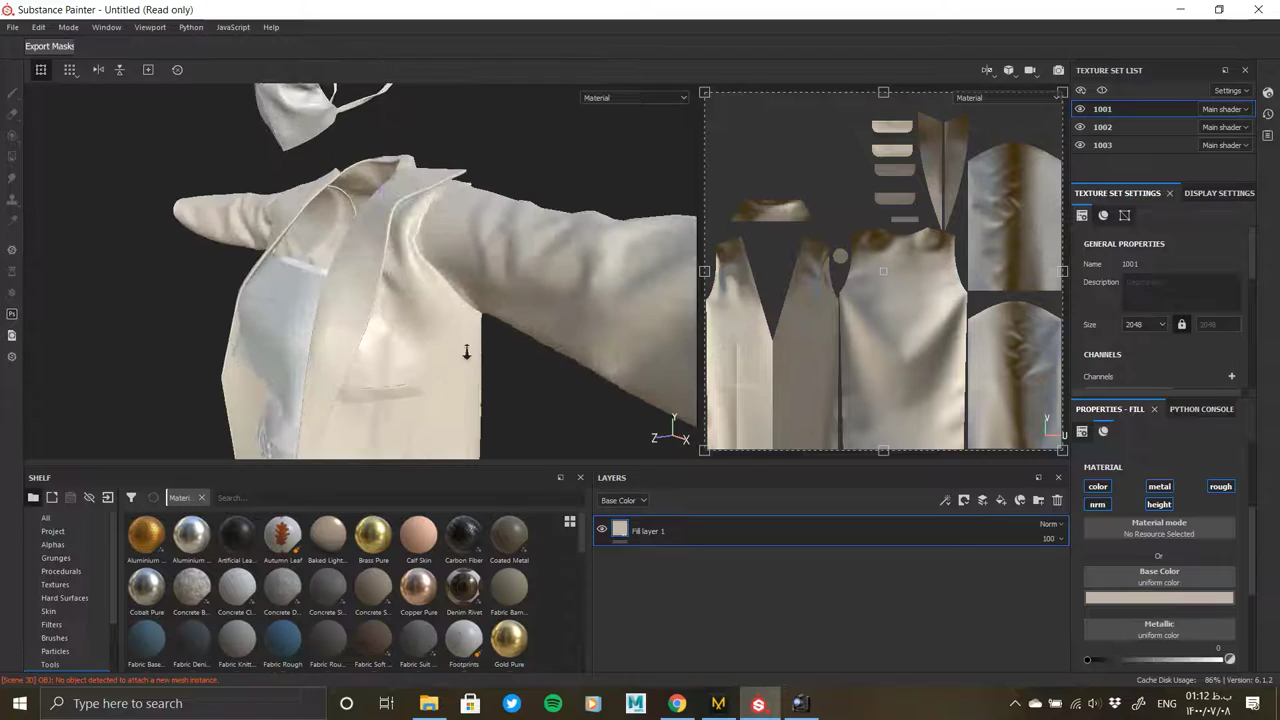 Substance Painter - Untitled (Read only)
File Edit Mode Window Viewport Python JavaScript Help
Export Masks
Material
Material
TEXTURE SET LIST
Settings
1001 Main shader
1002 Main shader
1003 Main shader
TEXTURE SET SETTINGS DISPLAY SETTINGS
GENERAL PROPERTIES
Name 1001
Description
Size 2048 2048
CHANNELS
Channels
Y
Z X
V
U
PROPERTIES - FILL PYTHON CONSOLE
MATERIAL
color metal rough
nrm height
Material mode
No Resource Selected
Or
Base Color
uniform color
Metallic
uniform color
0
SHELF
Materi...
Search...
All
Project
Alphas
Grunges
Procedurals
Textures
Hard Surfaces
Skin
Filters
Brushes
Particles
Tools
Aluminium ... Aluminium ... Artificial Lea... Autumn Leaf Baked Light... Brass Pure Calf Skin Carbon Fiber Coated Metal
Cobalt Pure Concrete B... Concrete Cl... Concrete D... Concrete Si... Concrete S... Copper Pure Denim Rivet Fabric Bam...
Fabric Base... Fabric Deni... Fabric Knitt... Fabric Rough Fabric Rou... Fabric Soft ... Fabric Suit ... Footprints Gold Pure
LAYERS
Base Color
Fill layer 1 Norm
100
[Scene 3D] OBJ: No object detected to attach a new mesh instance.
Cache Disk Usage: 86% | Version: 6.1.2
Ps
Type here to search
ENG
01:12 ب.ظ
۱۴۰۰/۰۷/۰۸